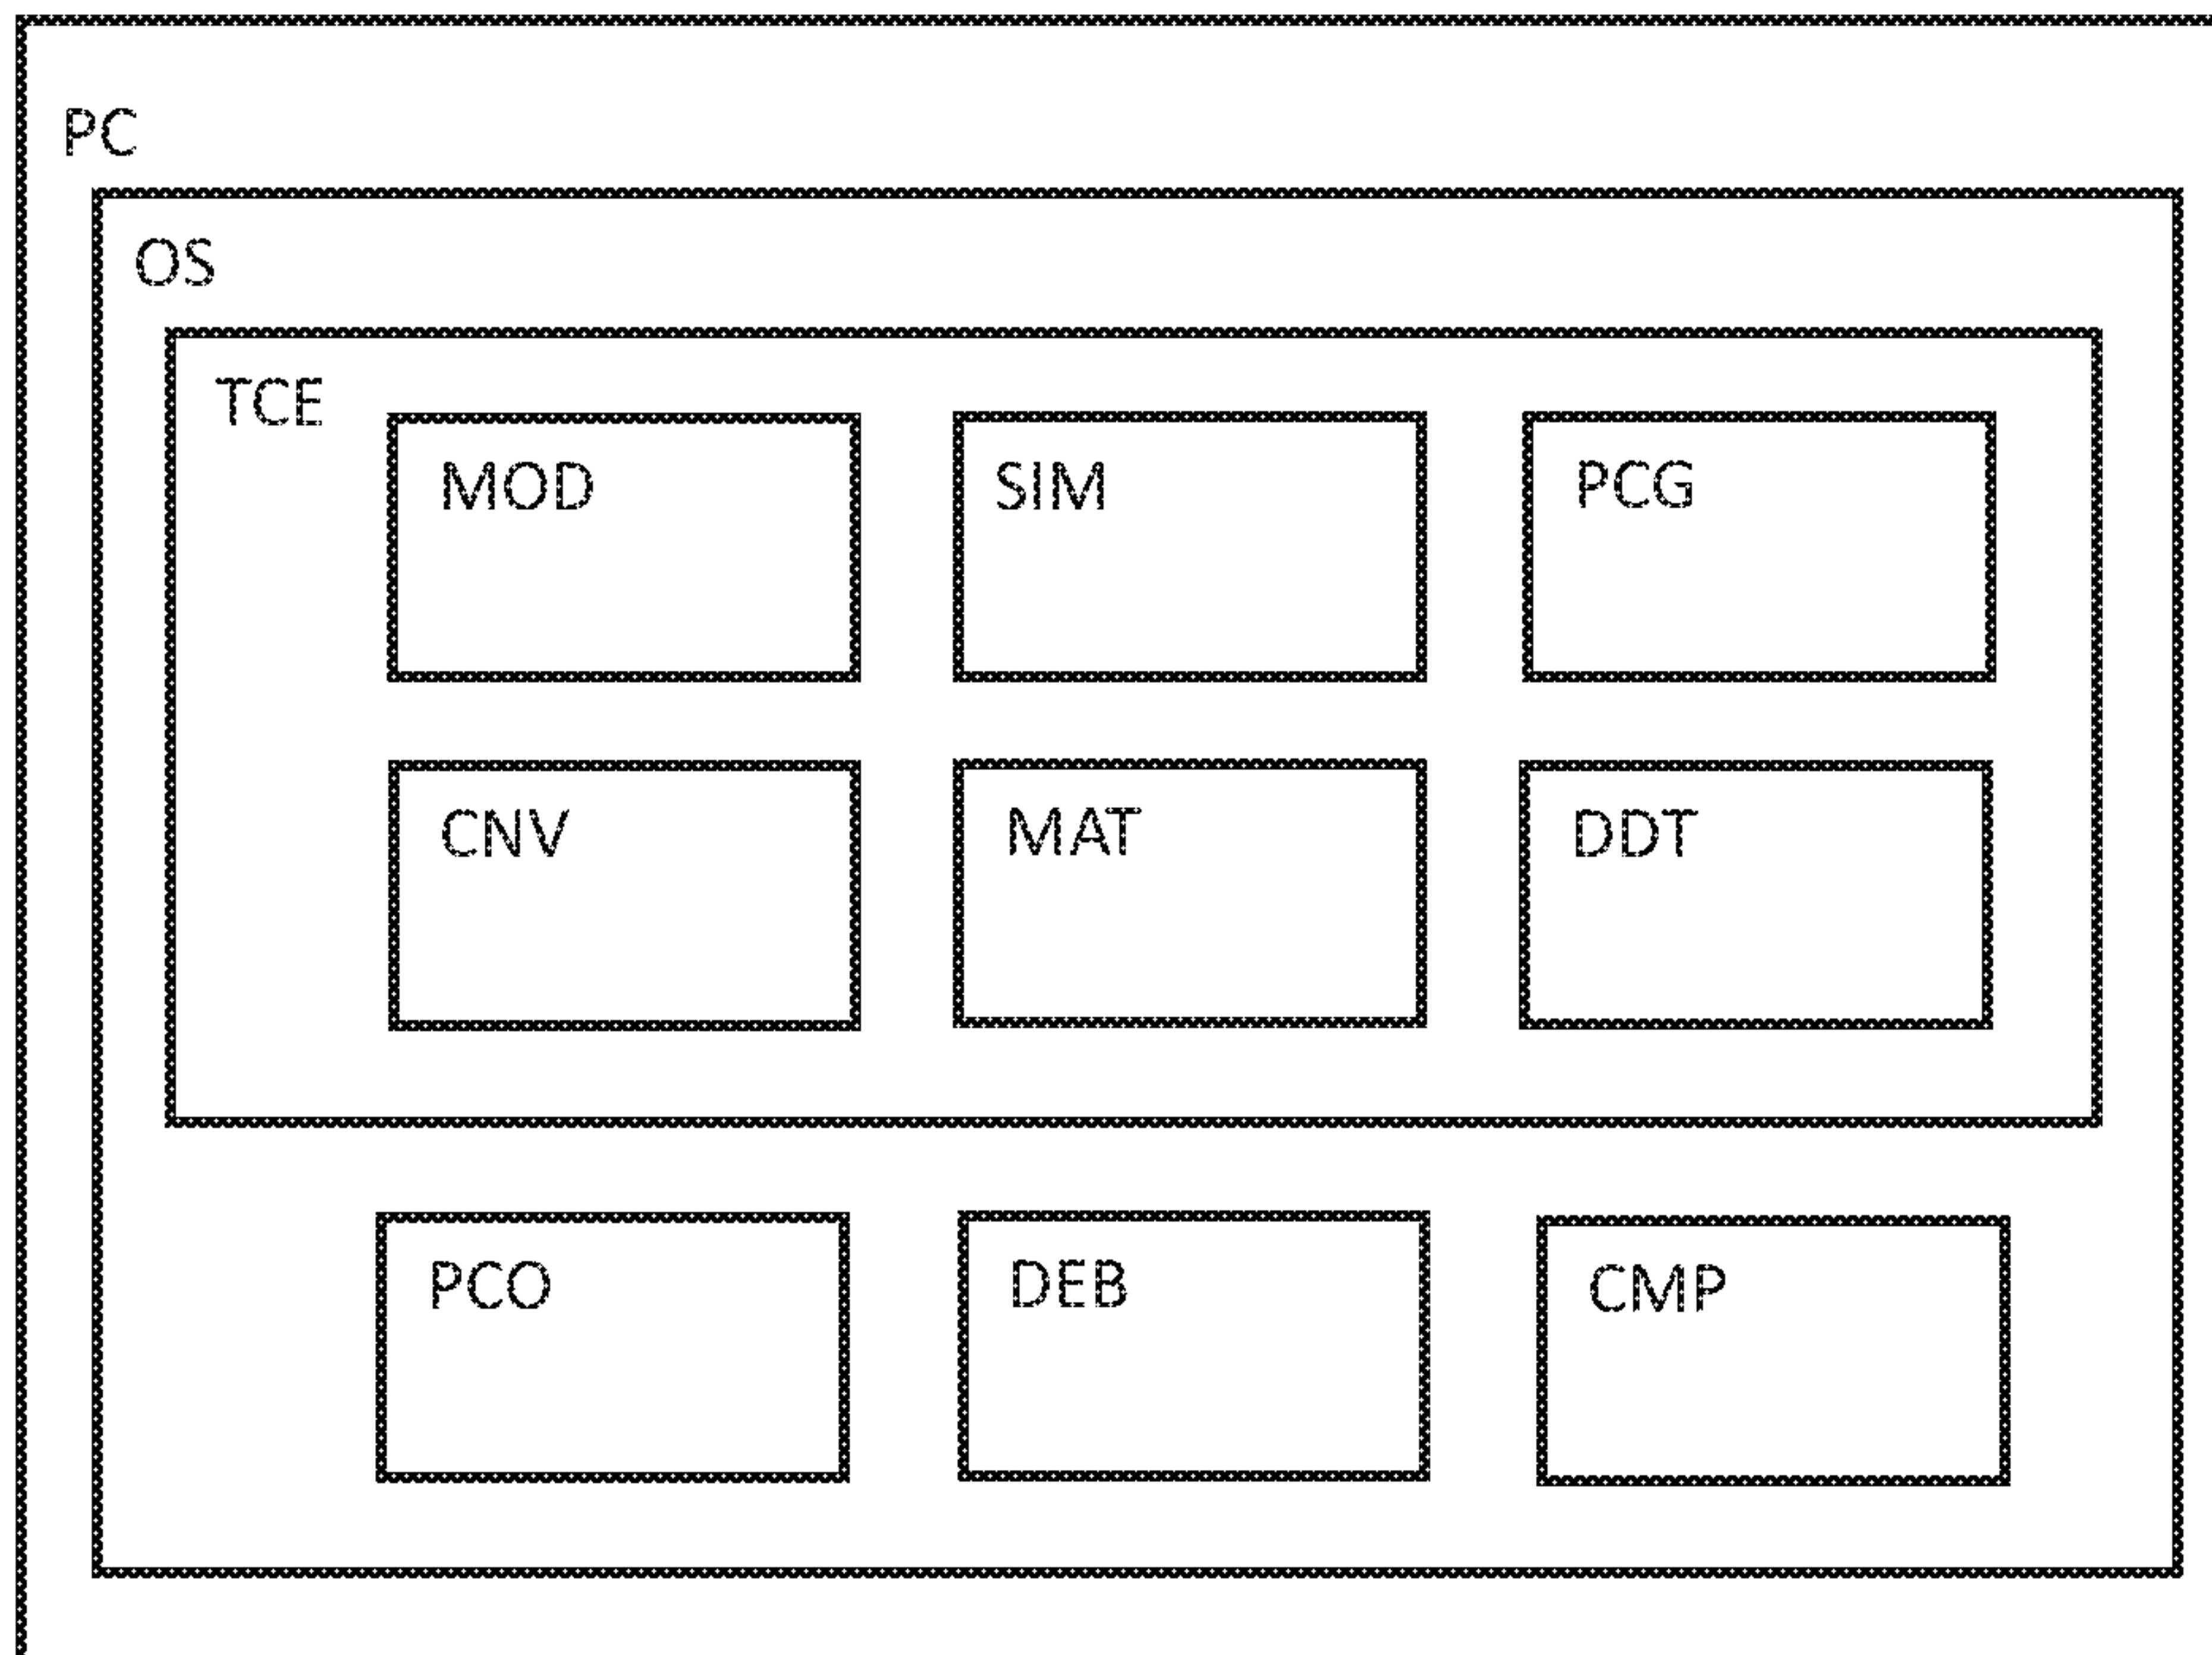 PC
OS
TCE
MOD
SIM
PCG
CNV
MAT
DDT
PCO
DEB
CMP